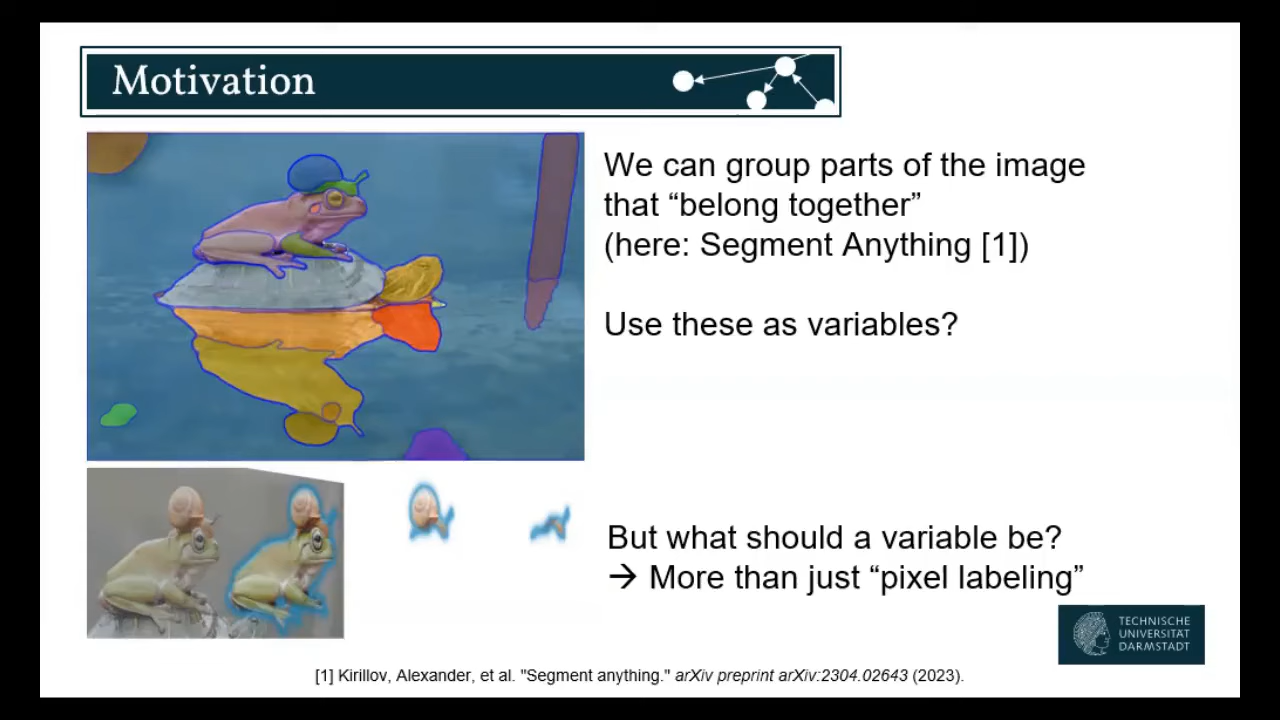 Motivation
We can group parts of the image
that “belong together”
(here: Segment Anything [1])
Use these as variables?
But what should a variable be?
→ More than just “pixel labeling”
TECHNISCHE
UNIVERSITÄT
DARMSTADT
[1] Kirillov, Alexander, et al. "Segment anything." arXiv preprint arXiv:2304.02643 (2023).